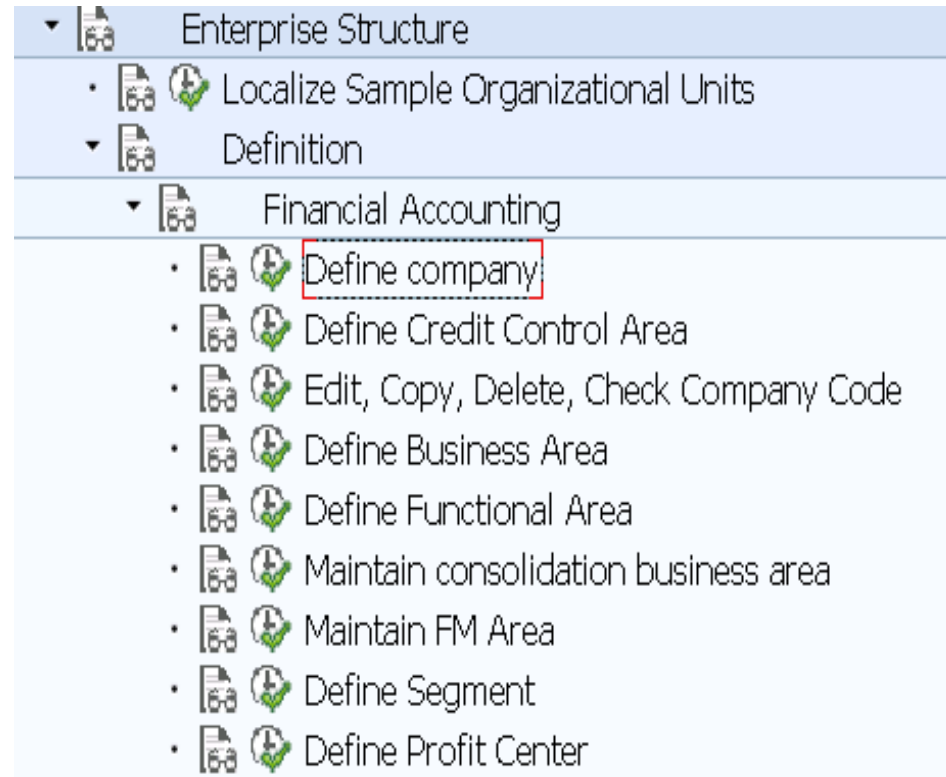 Enterprise Structure
Localize Sample Organizational Units
Definition
Financial Accounting
Define company
Define Credit Control Area
Edit, Copy, Delete, Check Company Code
Define Business Area
Define Functional Area
Maintain consolidation business area
Maintain FM Area
Define Segment
Define Profit Center